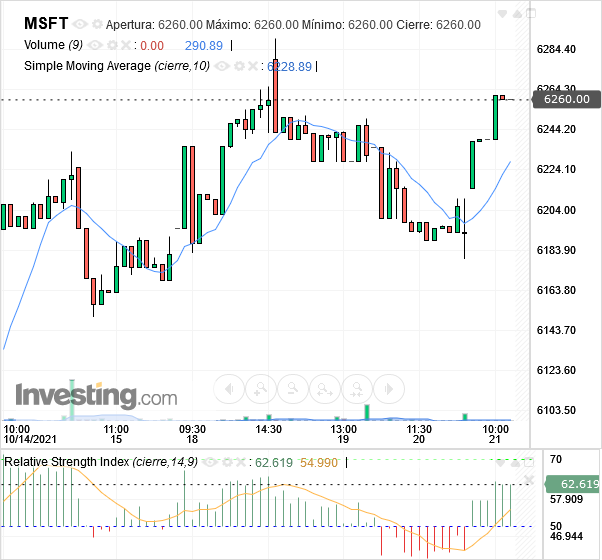 MSFT Apertura: 6260.00 Máximo: 6260.00 Mínimo: 6260.00 Cierre: 6260.00
Volume (9) : 0.00 290.89 |
Simple Moving Average (cierre,10) : 6228.89 |
6284.40
6264.30
6260.00
6244.20
6224.10
6204.00
6183.90
6163.80
6143.70
6123.60
6103.50
Investing.com
10:00 11:00 09:30 14:30 13:00 11:30 10:00
10/14/2021 15 18 19 20 21
Relative Strength Index (cierre,14,9) : 62.619 54.990 |
70
62.619
57.909
50
46.944